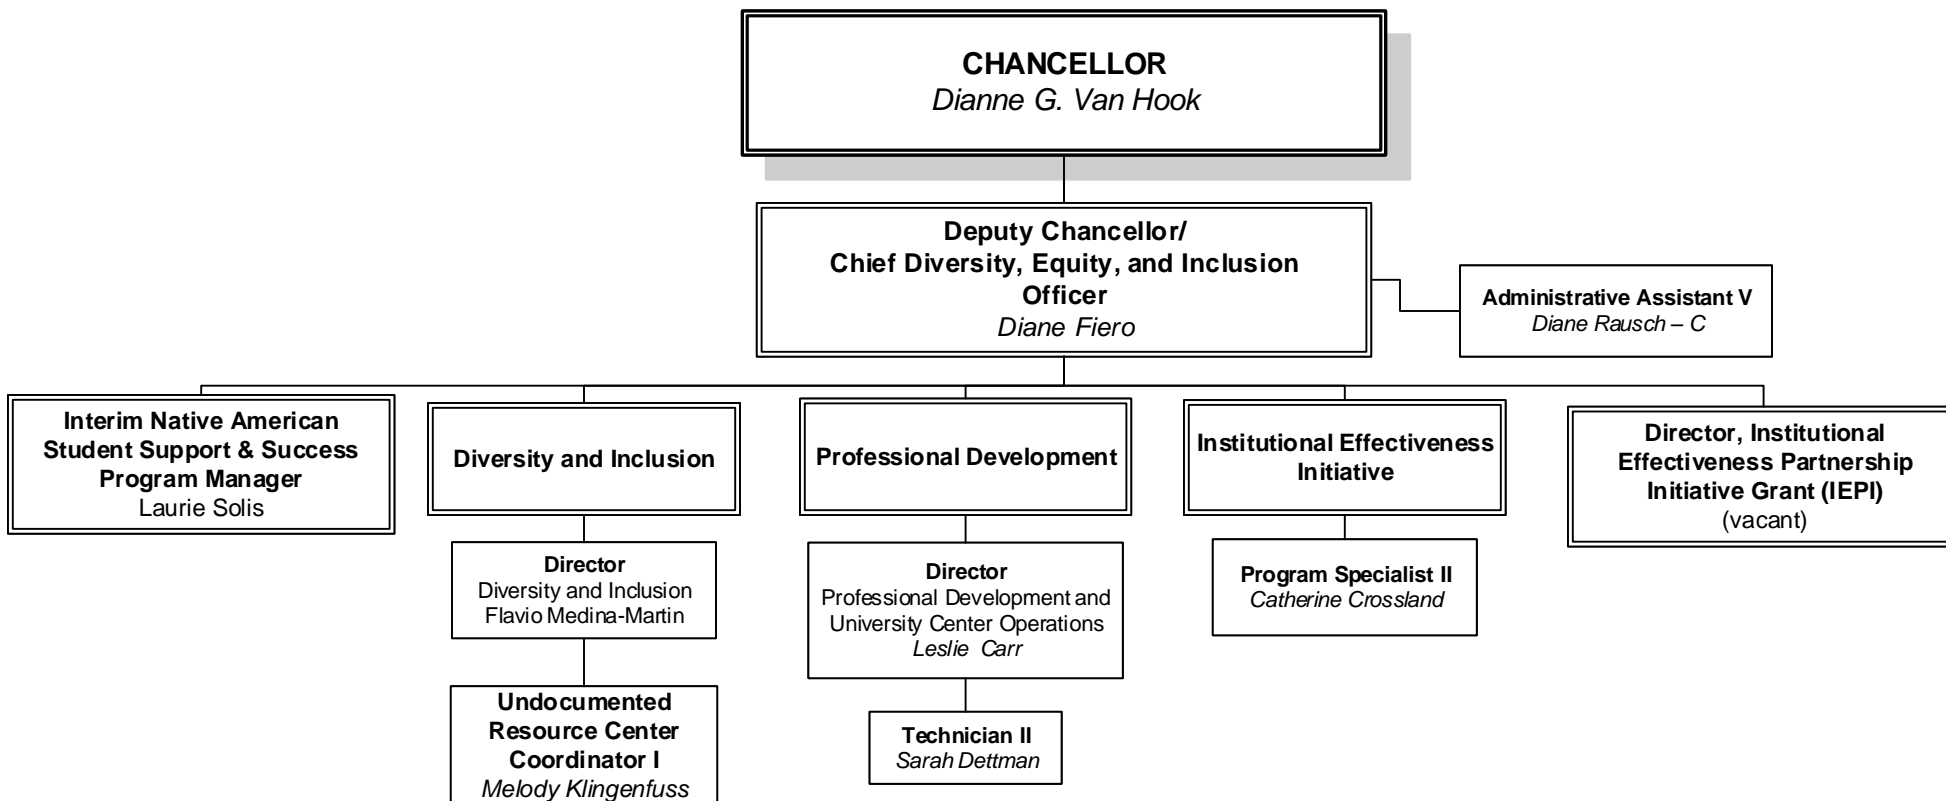 CHANCELLOR
Dianne G. Van Hook
Deputy Chancellor/
Chief Diversity, Equity, and Inclusion
Officer
Diane Fiero
Administrative Assistant V
Diane Rausch – C
Interim Native American
Student Support & Success
Program Manager
Laurie Solis
Diversity and Inclusion
Professional Development
Institutional Effectiveness
Initiative
Director, Institutional
Effectiveness Partnership
Initiative Grant (IEPI)
(vacant)
Director
Diversity and Inclusion
Flavio Medina-Martin
Director
Professional Development and
University Center Operations
Leslie Carr
Program Specialist II
Catherine Crossland
Undocumented
Resource Center
Coordinator I
Melody Klingenfuss
Technician II
Sarah Dettman